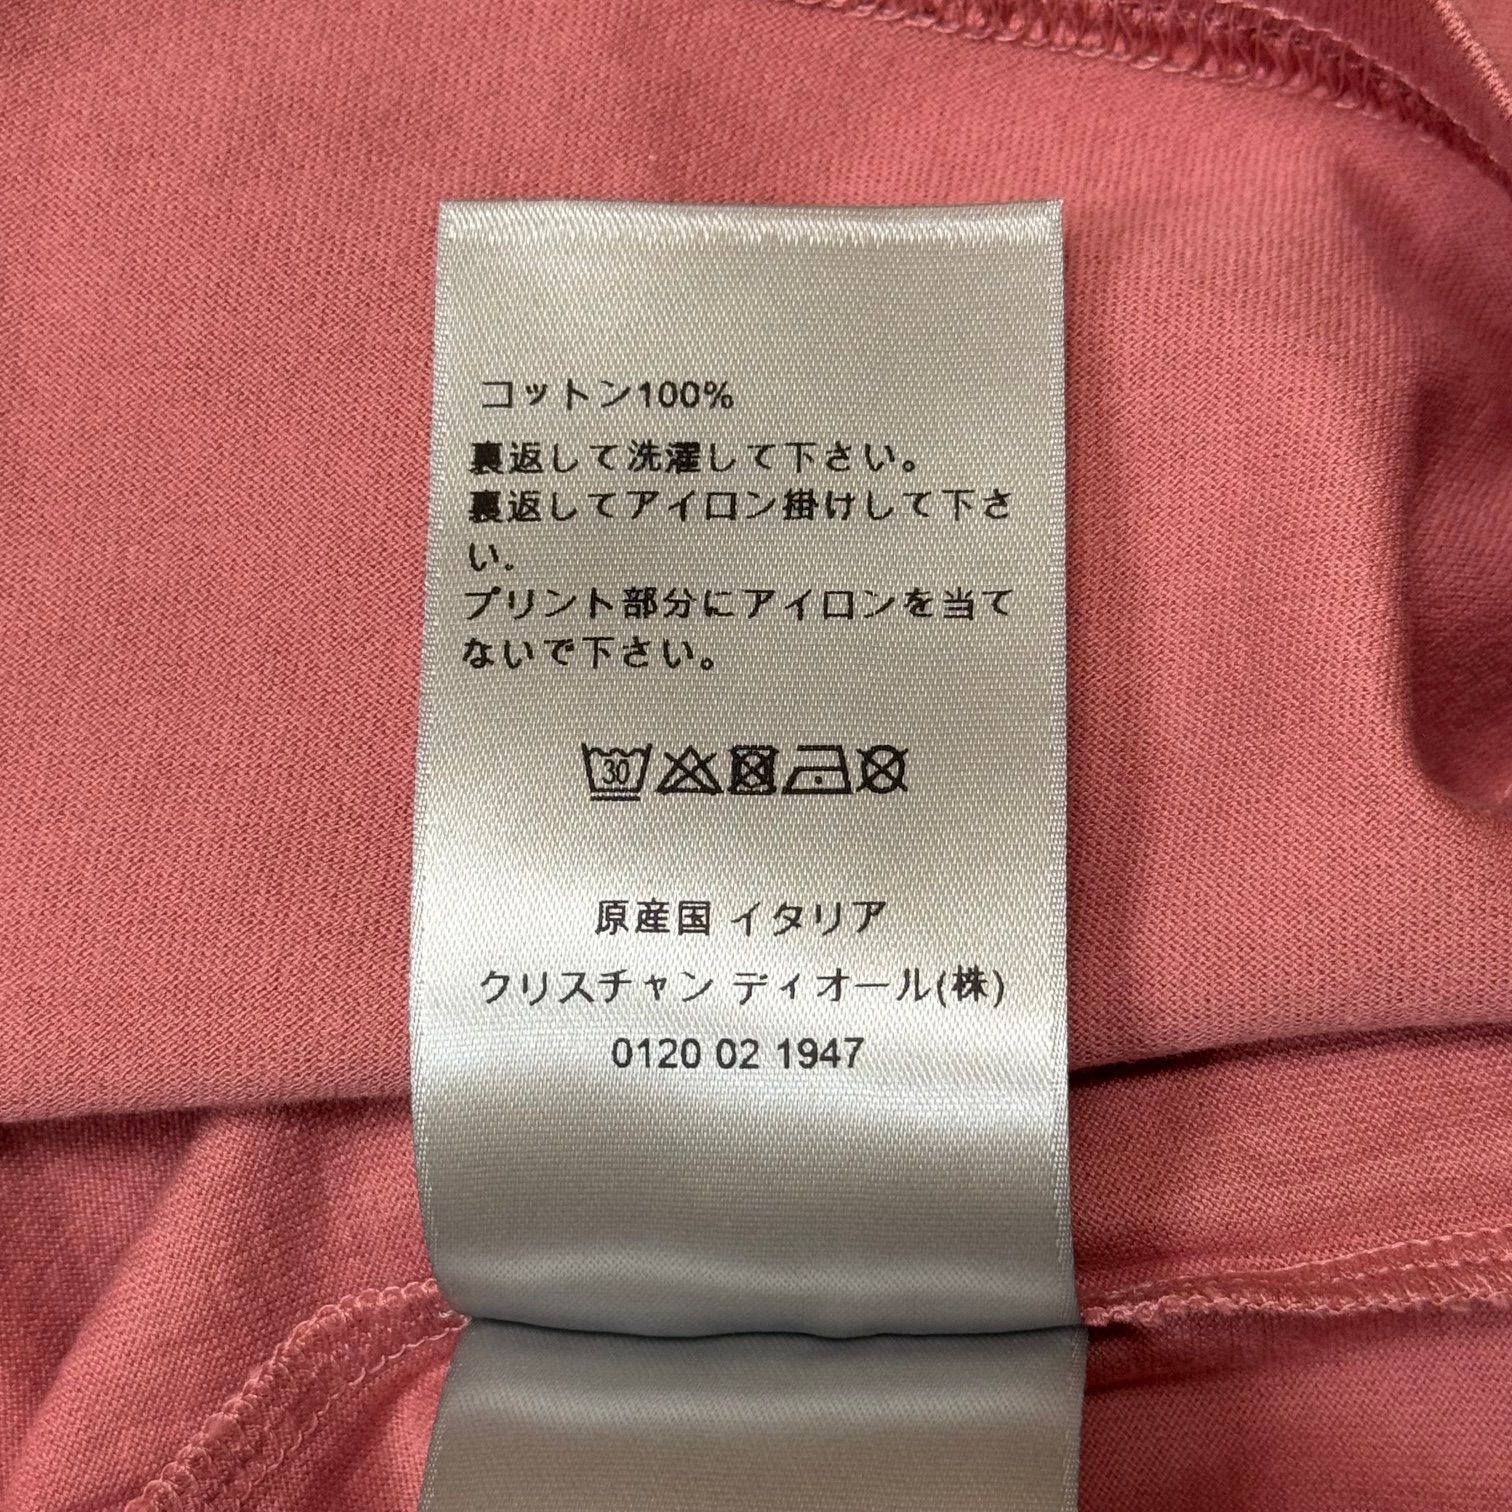 コットン100%
裏返して洗濯して下さい。
裏返してアイロン掛けして下さ
い。
プリント部分にアイロンを当て
ないで下さい。
30
原産国 イタリア
クリスチャン ディオール(株)
0120 02 1947